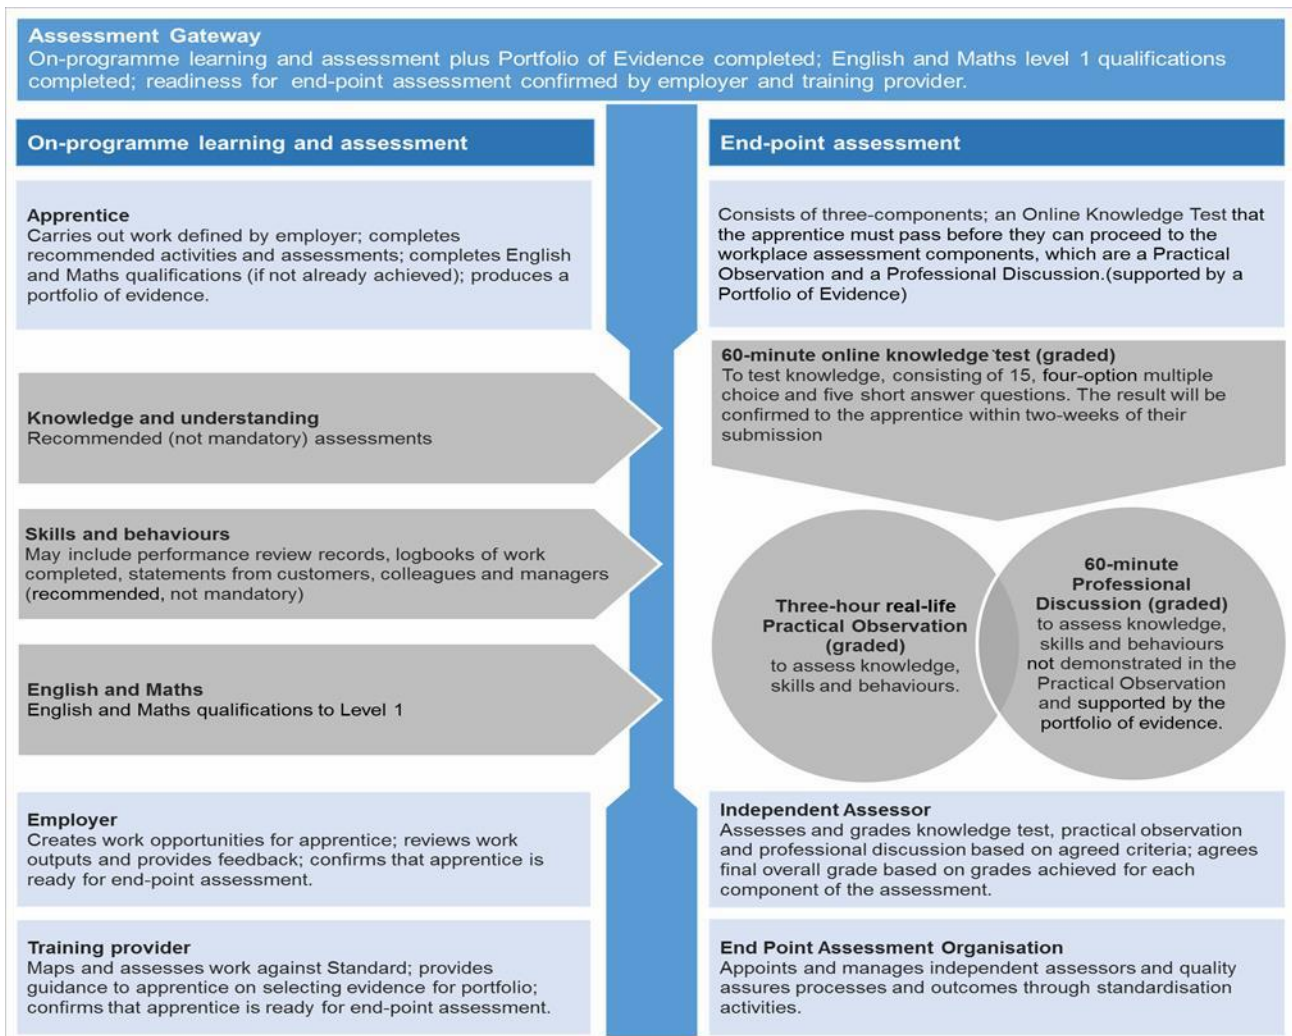 Assessment Gateway
On-programme learning and assessment plus Portfolio of Evidence completed; English and Maths level 1 qualifications
completed; readiness for end-point assessment confirmed by employer and training provider.
On-programme learning and assessment
Apprentice
Carries out work defined by employer; completes
recommended activities and assessments; completes English
and Maths qualifications (if not already achieved); produces a
portfolio of evidence.
Knowledge and understanding
Recommended (not mandatory) assessments
Skills and behaviours
May include performance review records, logbooks of work
completed, statements from customers, colleagues and managers
(recommended, not mandatory)
English and Maths
English and Maths qualifications to Level 1
Employer
Creates work opportunities for apprentice; reviews work
outputs and provides feedback; confirms that apprentice is
ready for end-point assessment.
Training provider
Maps and assesses work against Standard; provides
guidance to apprentice on selecting evidence for portfolio;
confirms that apprentice is ready for end-point assessment.
End-point assessment
Consists of three-components; an Online Knowledge Test that
the apprentice must pass before they can proceed to the
workplace assessment components, which are a Practical
Observation and a Professional Discussion.(supported by a
Portfolio of Evidence)
60-minute online knowledge`test (graded)
To test knowledge, consisting of 15, four-option multiple
choice and five short answer questions. The result will be
confirmed to the apprentice within two-weeks of their
submission
Three-hour real-life
Practical Observation
(graded)
to assess knowledge,
skills and behaviours.
60-minute
Professional
Discussion (graded)
to assess knowledge,
skills and behaviours
not demonstrated in the
Practical Observation
and supported by the
portfolio of evidence.
Independent Assessor
Assesses and grades knowledge test, practical observation
and professional discussion based on agreed criteria; agrees
final overall grade based on grades achieved for each
component of the assessment.
End Point Assessment Organisation
Appoints and manages independent assessors and quality
assures processes and outcomes through standardisation
activities.